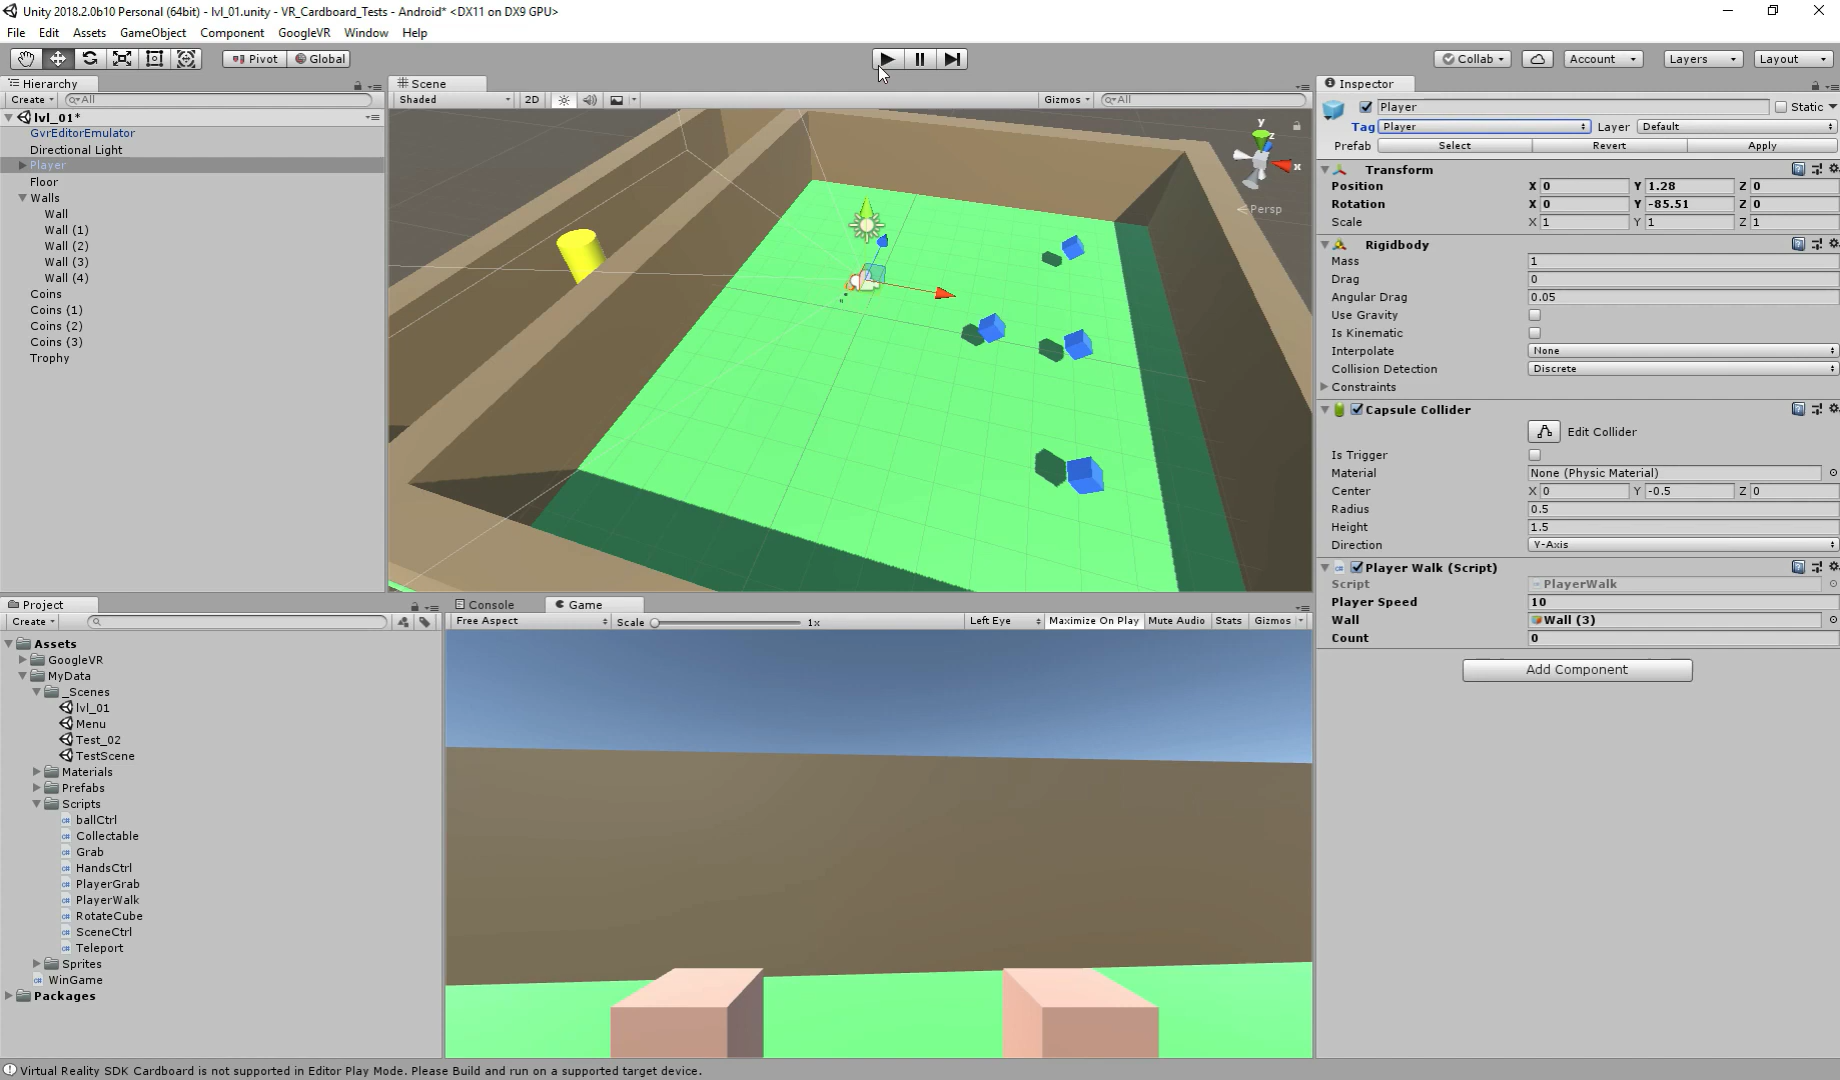 Unity 2018.2.0b10 Personal (64bit) - lvl_01.unity - VR_Cardboard_Tests - Android* <DX11 on DX9 GPU>
File Edit Assets GameObject Component GoogleVR Window Help
Pivot Global Collab Account Layers Layout
Hierarchy
Create All
lvl_01*
GvrEditorEmulator
Directional Light
Player
Floor
Walls
Wall
Wall (1)
Wall (2)
Wall (3)
Wall (4)
Coins
Coins (1)
Coins (2)
Coins (3)
Trophy
Scene
Shaded 2D Gizmos All
y
z
x
Persp
Inspector
Player Static
Tag Player Layer Default
Prefab Select Revert Apply
Transform
Position X 0 Y 1.28 Z 0
Rotation X 0 Y -85.51 Z 0
Scale X 1 Y 1 Z 1
Rigidbody
Mass 1
Drag 0
Angular Drag 0.05
Use Gravity
Is Kinematic
Interpolate None
Collision Detection Discrete
Constraints
Capsule Collider
Edit Collider
Is Trigger
Material None (Physic Material)
Center X 0 Y -0.5 Z 0
Radius 0.5
Height 1.5
Direction Y-Axis
Player Walk (Script)
Script PlayerWalk
Player Speed 10
Wall Wall (3)
Count 0
Add Component
Project
Create
Assets
GoogleVR
MyData
_Scenes
lvl_01
Menu
Test_02
TestScene
Materials
Prefabs
Scripts
ballCtrl
Collectable
Grab
HandsCtrl
PlayerGrab
PlayerWalk
RotateCube
SceneCtrl
Teleport
Sprites
WinGame
Packages
Console Game
Free Aspect Scale 1x Left Eye Maximize On Play Mute Audio Stats Gizmos
Virtual Reality SDK Cardboard is not supported in Editor Play Mode. Please Build and run on a supported target device.